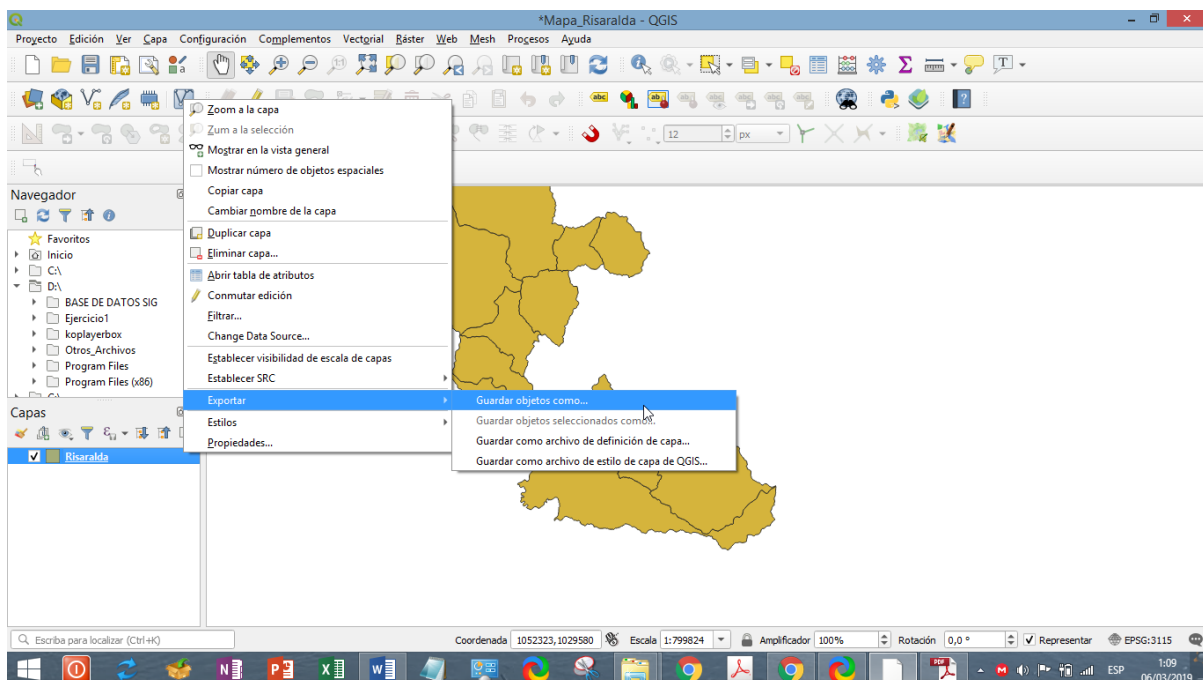 *Mapa_Risaralda - QGIS
Proyecto Edición Ver Capa Configuración Complementos Vectorial Ráster Web Mesh Procesos Ayuda
abc
12
px
Zoom a la capa
Zum a la selección
Mostrar en la vista general
Mostrar número de objetos espaciales
Copiar capa
Cambiar nombre de la capa
Duplicar capa
Eliminar capa...
Abrir tabla de atributos
Conmutar edición
Filtrar...
Change Data Source...
Establecer visibilidad de escala de capas
Establecer SRC
Exportar
Estilos
Propiedades...
Guardar objetos como...
Guardar objetos seleccionados como...
Guardar como archivo de definición de capa...
Guardar como archivo de estilo de capa de QGIS...
Navegador
Favoritos
Inicio
C:\
D:\
BASE DE DATOS SIG
Ejercicio1
koplayerbox
Otros_Archivos
Program Files
Program Files (x86)
Capas
Risaralda
Escriba para localizar (Ctrl+K)
Coordenada 1052323,1029580 Escala 1:799824 Amplificador 100% Rotación 0,0 ° Representar EPSG:3115
ESP
1:09
06/03/2019